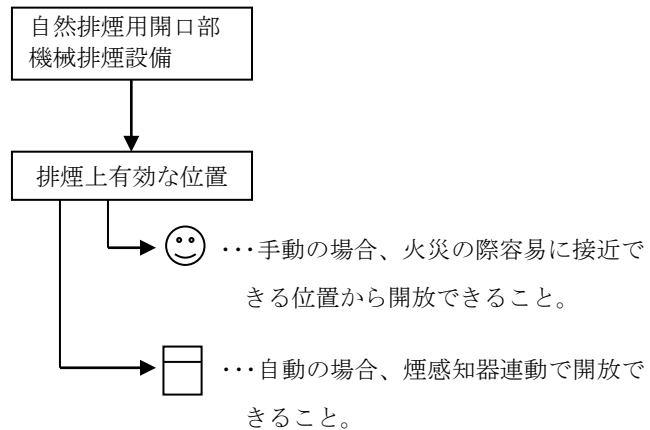 自然排煙用開口部
機械排煙設備
排煙上有効な位置
･･･手動の場合、火災の際容易に接近で
きる位置から開放できること。
･･･自動の場合、煙感知器連動で開放で
きること。